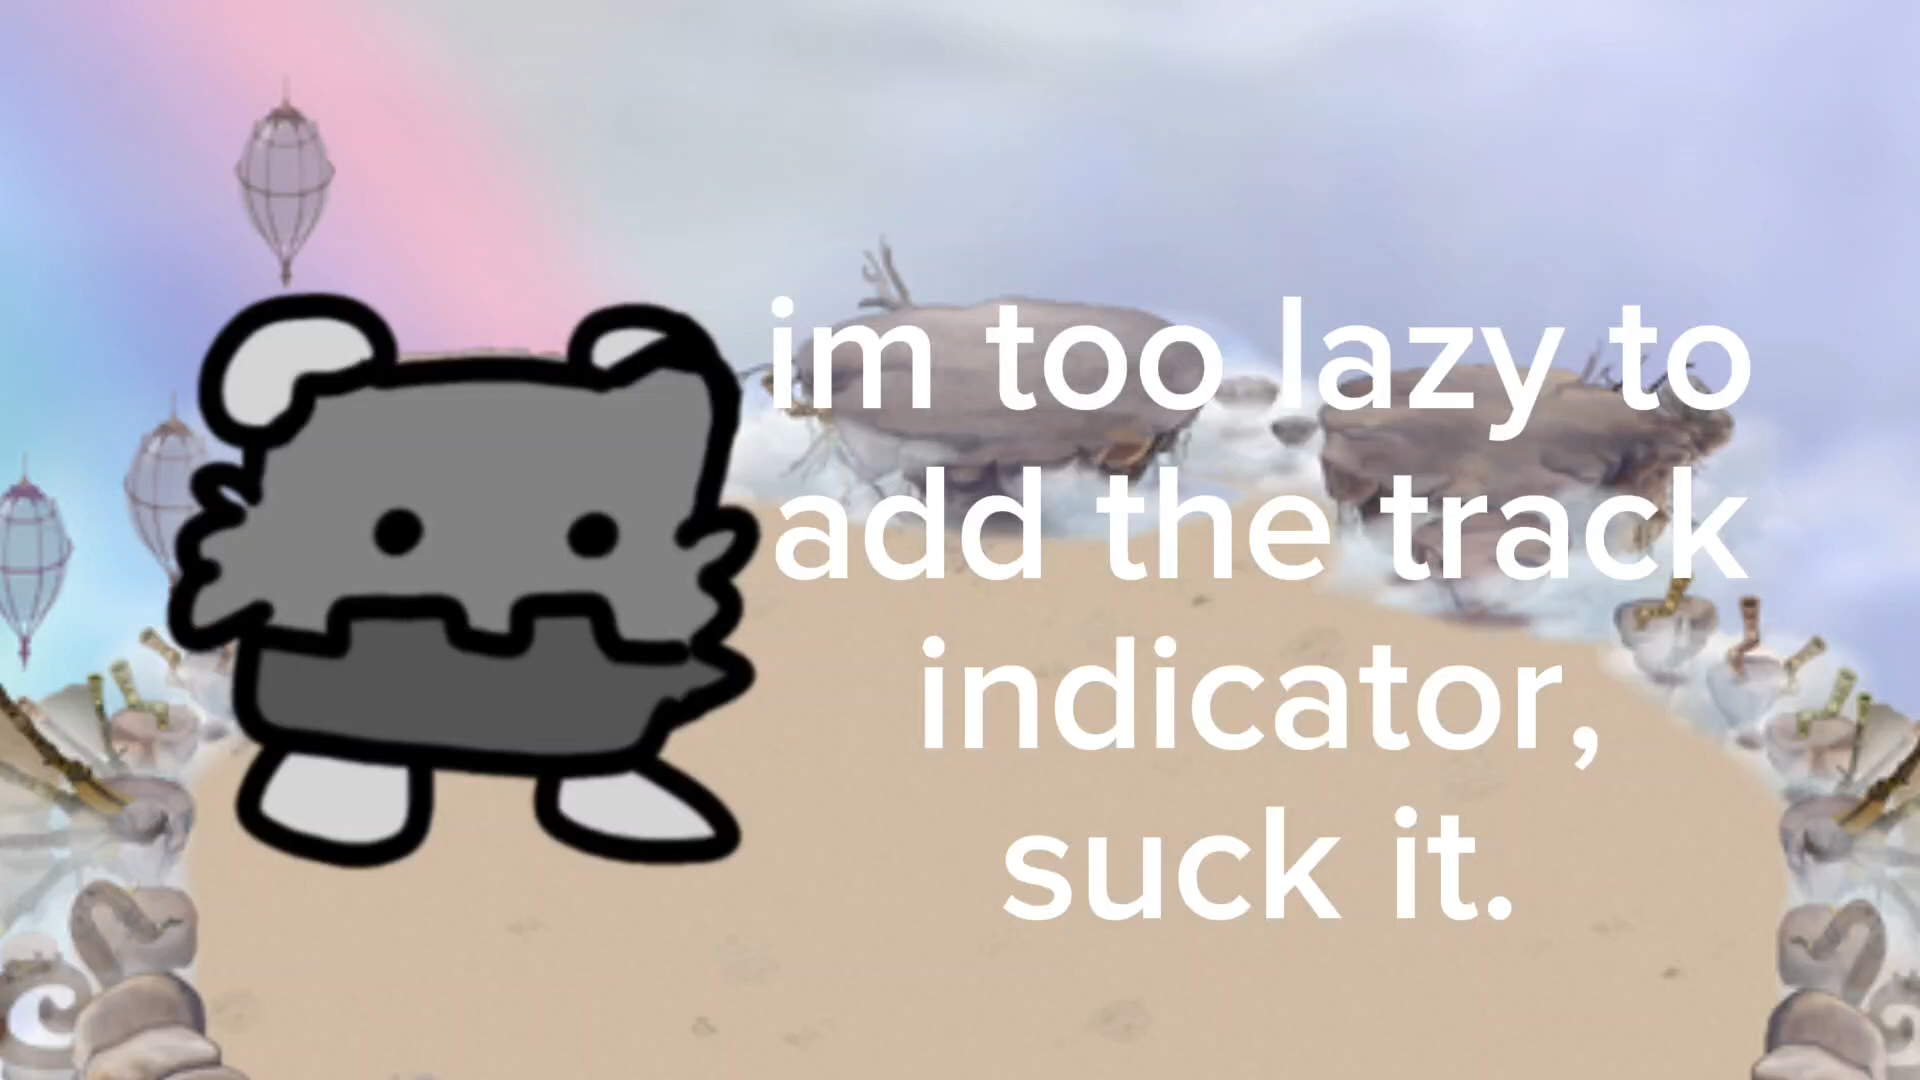 im too lazy to
add the track
indicator,
suck it.